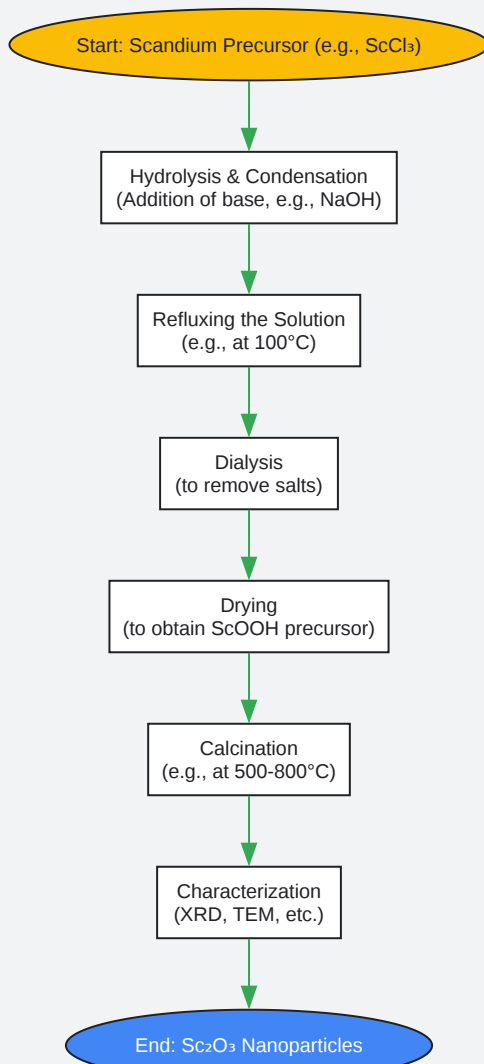 Start: Scandium Precursor (e.g., ScCl₃)
Hydrolysis & Condensation
(Addition of base, e.g., NaOH)
Refluxing the Solution
(e.g., at 100°C)
Dialysis
(to remove salts)
Drying
(to obtain ScOOH precursor)
Calcination
(e.g., at 500-800°C)
Characterization
(XRD, TEM, etc.)
End: Sc₂O₃ Nanoparticles